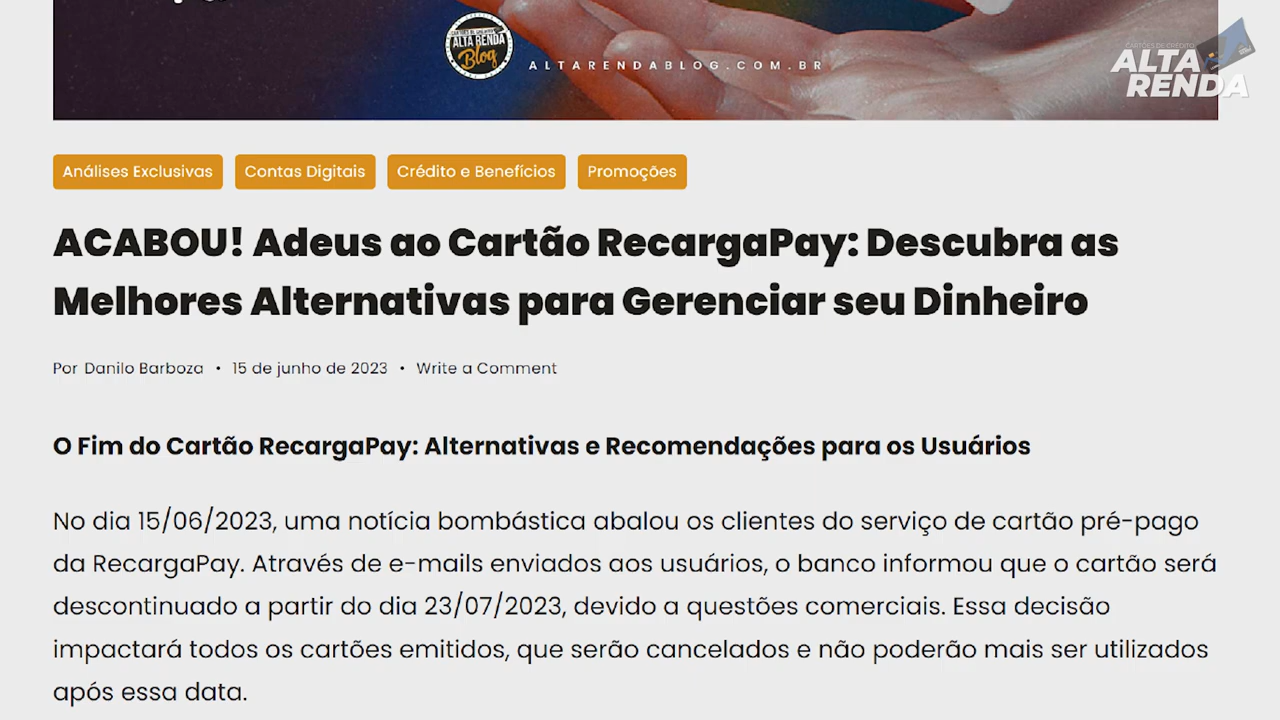 ALTA RENDA
Blog
ALTARENDABLOG.COM.BR
CARTÕES DE CRÉDITO
ALTA
RENDA
Análises Exclusivas
Contas Digitais
Crédito e Benefícios
Promoções
ACABOU! Adeus ao Cartão RecargaPay: Descubra as
Melhores Alternativas para Gerenciar seu Dinheiro
Por Danilo Barboza • 15 de junho de 2023 • Write a Comment
O Fim do Cartão RecargaPay: Alternativas e Recomendações para os Usuários
No dia 15/06/2023, uma notícia bombástica abalou os clientes do serviço de cartão pré-pago
da RecargaPay. Através de e-mails enviados aos usuários, o banco informou que o cartão será
descontinuado a partir do dia 23/07/2023, devido a questões comerciais. Essa decisão
impactará todos os cartões emitidos, que serão cancelados e não poderão mais ser utilizados
após essa data.